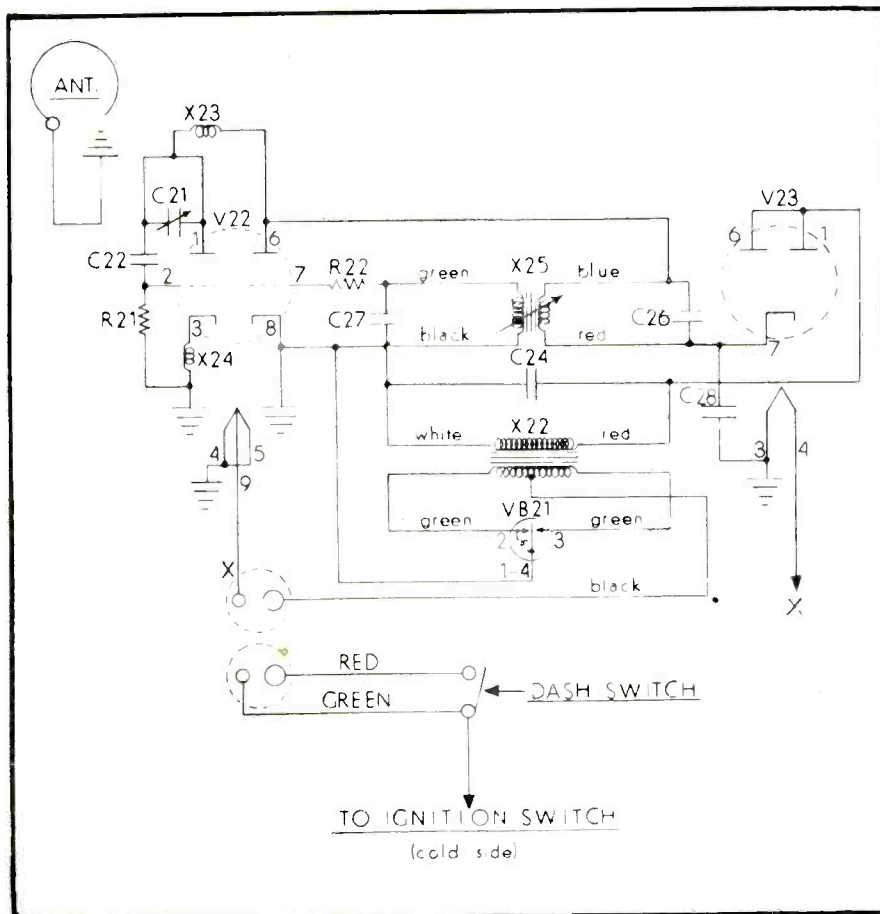 ANT.
X23
C21
V22
V23
1
6
6
1
C22
2
7
R22
green
X25
blue
R21
3
8
C27
C26
black
red
7
X24
C24
C28
X22
white
red
4
5
3
4
9
VB21
green
2
3
green
1-4
X
black
X
RED
GREEN
DASH SWITCH
TO IGNITION SWITCH
(cold side)